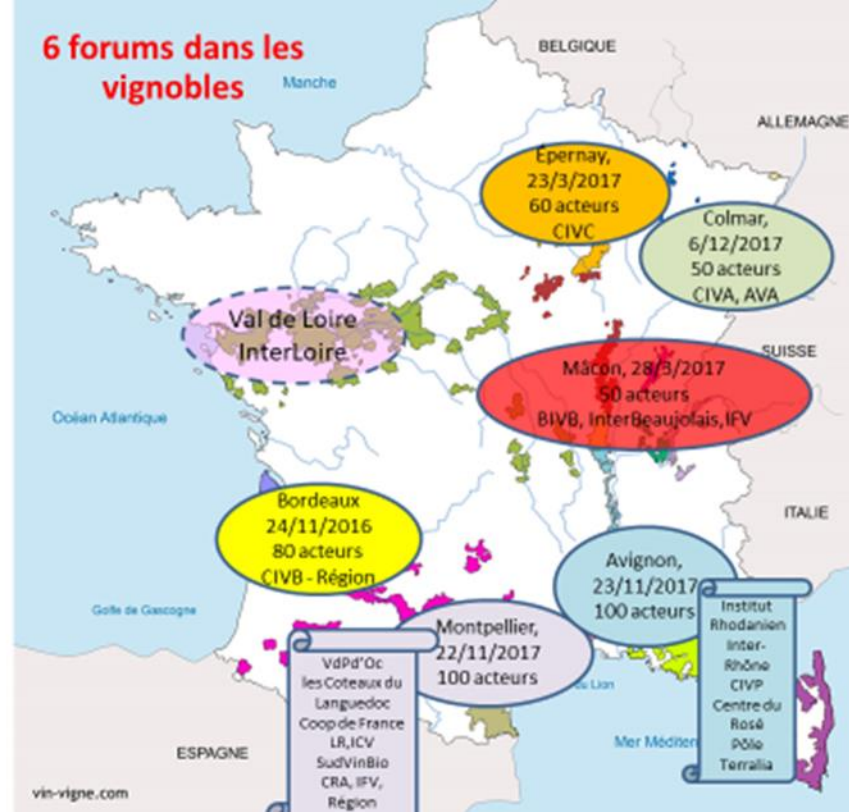 6 forums dans les
vignobles
Manche
BELGIQUE
ALLEMAGNE
Epernay,
23/3/2017
60 acteurs
CIVC
Colmar,
6/12/2017
50 acteurs
CIVA, AVA
Val de Loire
InterLoire
SUISSE
Mâcon, 28/3/2017
50 acteurs
BIVB, InterBeaujolais,IFV
Océan Atlantique
Bordeaux
24/11/2016
80 acteurs
CIVB - Région
ITALIE
Avignon,
23/11/2017
100 acteurs
Golfe de Gascogne
Montpellier,
22/11/2017
100 acteurs
Institut
Rhodanien
Inter-
Rhône
CIVP
Centre du
Rosé
Pôle
Terralia
VdPd'Oc
les Coteaux du
Languedoc
Coop de France
LR,ICV
SudVinBio
CRA, IFV,
Région
du Lion
Mer Méditer
ESPAGNE
vin-vigne.com